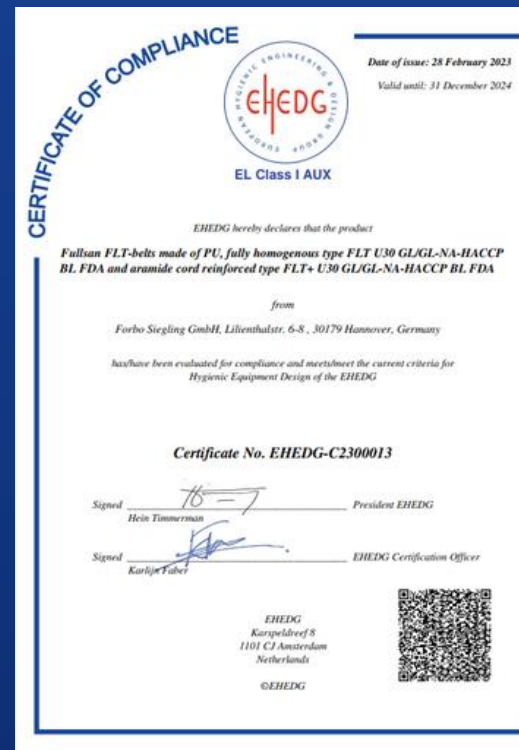 CERTIFICATE OF COMPLIANCE
EUROPEAN HYGIENIC ENGINEERING & DESIGN GROUP
EHEDG
EL Class I AUX
Date of issue: 28 February 2023
Valid until: 31 December 2024
EHEDG hereby declares that the product
Fullsan FLT-belts made of PU, fully homogenous type FLT U30 GL/GL-NA-HACCP
BL FDA and aramide cord reinforced type FLT+ U30 GL/GL-NA-HACCP BL FDA
from
Forbo Siegling GmbH, Lilienthalstr. 6-8 , 30179 Hannover, Germany
has/have been evaluated for compliance and meets/meet the current criteria for
Hygienic Equipment Design of the EHEDG
Certificate No. EHEDG-C2300013
Signed President EHEDG
Hein Timmerman
Signed EHEDG Certification Officer
Karlijn Faber
EHEDG
Karspeldreef 8
1101 CJ Amsterdam
Netherlands
©EHEDG